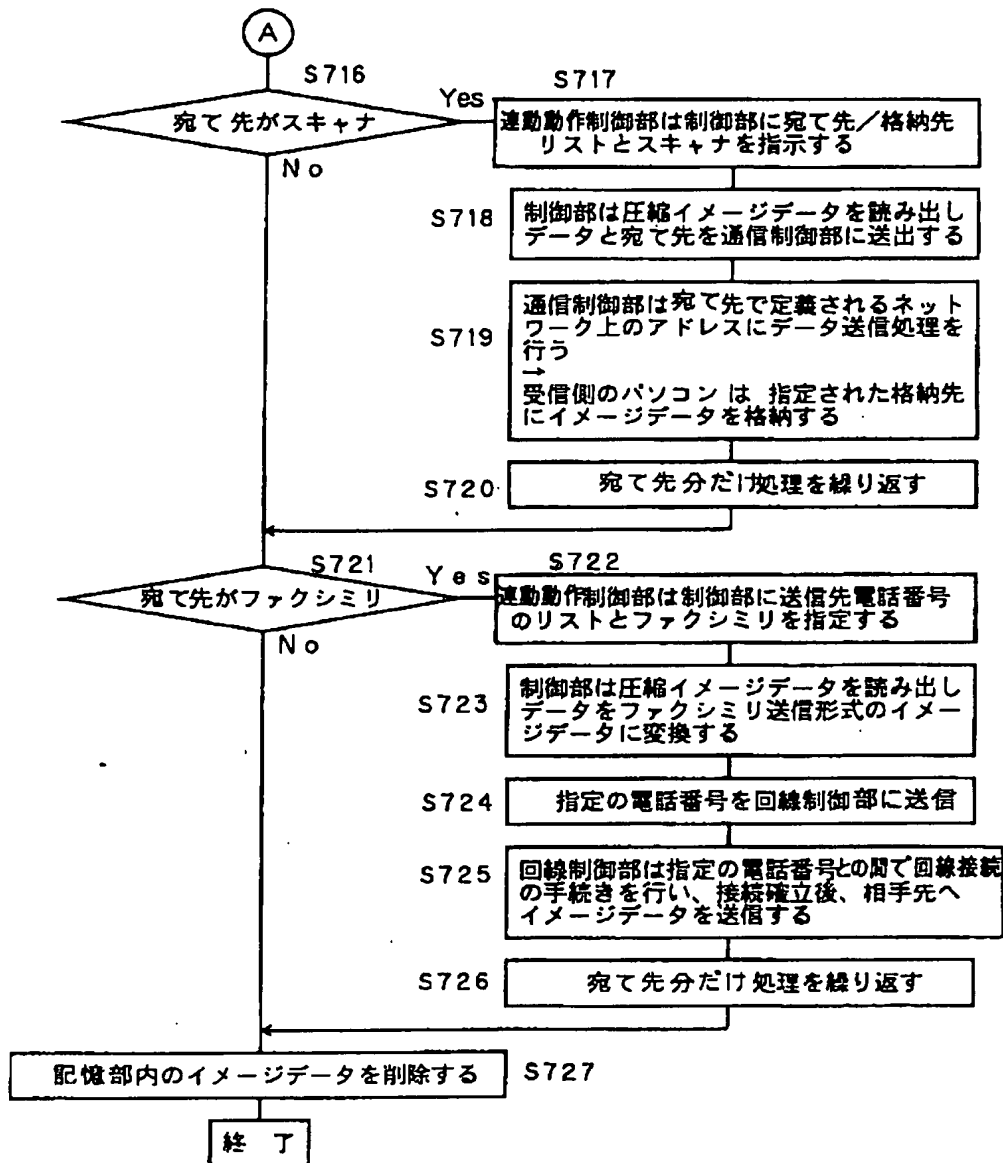 A
S716
宛て先がスキャナ
Yes
No
S717
連動動作制御部は制御部に宛て先／格納先
リストとスキャナを指示する
S718
制御部は圧縮イメージデータを読み出し
データと宛て先を通信制御部に送出する
S719
通信制御部は宛て先で定義されるネット
ワーク上のアドレスにデータ送信処理を
行う
→
受信側のパソコンは 指定された格納先
にイメージデータを格納する
S720
宛て先分だけ処理を繰り返す
S721
宛て先がファクシミリ
Yes
No
S722
連動動作制御部は制御部に送信先電話番号
のリストとファクシミリを指定する
S723
制御部は圧縮イメージデータを読み出し
データをファクシミリ送信形式のイメー
ジデータに変換する
S724
指定の電話番号を回線制御部に送信
S725
回線制御部は指定の電話番号との間で回線接続
の手続きを行い、接続確立後、相手先へ
イメージデータを送信する
S726
宛て先分だけ処理を繰り返す
記憶部内のイメージデータを削除する
S727
終 了